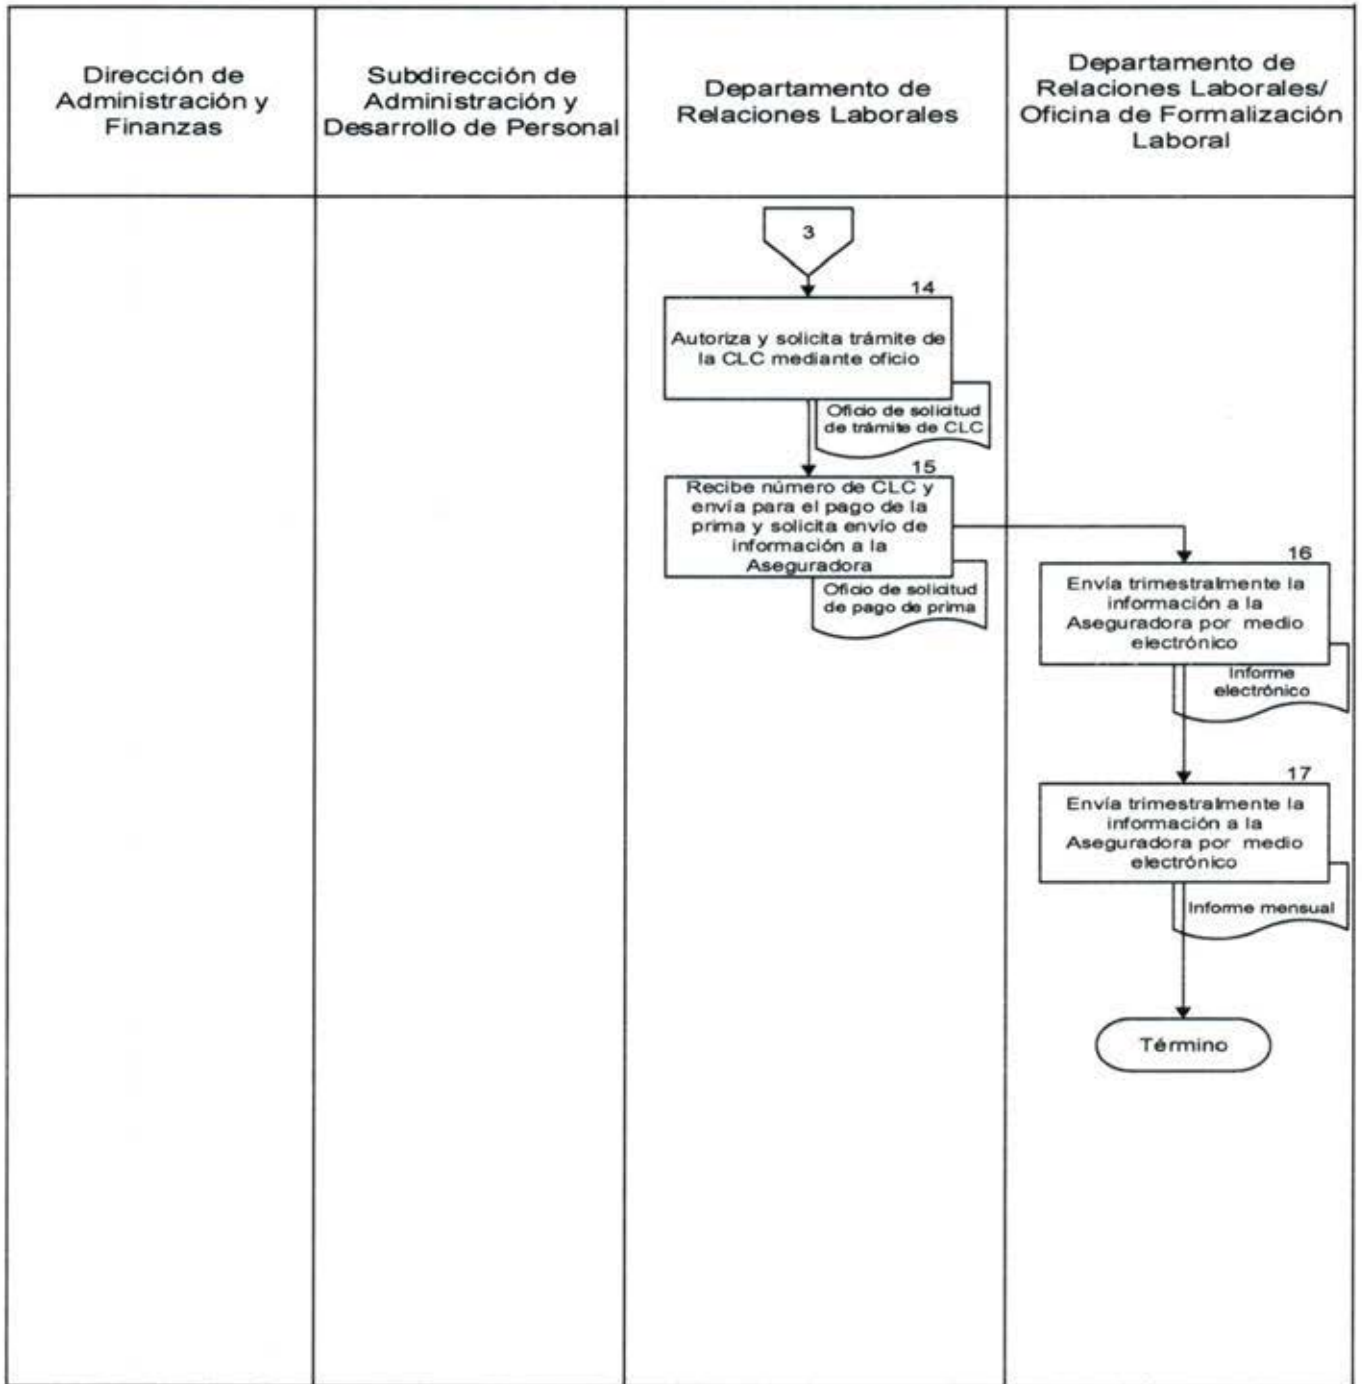 Dirección de
Administración y
Finanzas
Subdirección de
Administración y
Desarrollo de Personal
Departamento de
Relaciones Laborales
Departamento de
Relaciones Laborales/
Oficina de Formalización
Laboral
3
14
Autoriza y solicita trámite de
la CLC mediante oficio
Oficio de solicitud
de trámite de CLC
15
Recibe número de CLC y
envía para el pago de la
prima y solicita envío de
información a la
Aseguradora
Oficio de solicitud
de pago de prima
16
Envía trimestralmente la
información a la
Aseguradora por medio
electrónico
Informe
electrónico
17
Envía trimestralmente la
información a la
Aseguradora por medio
electrónico
Informe mensual
Término